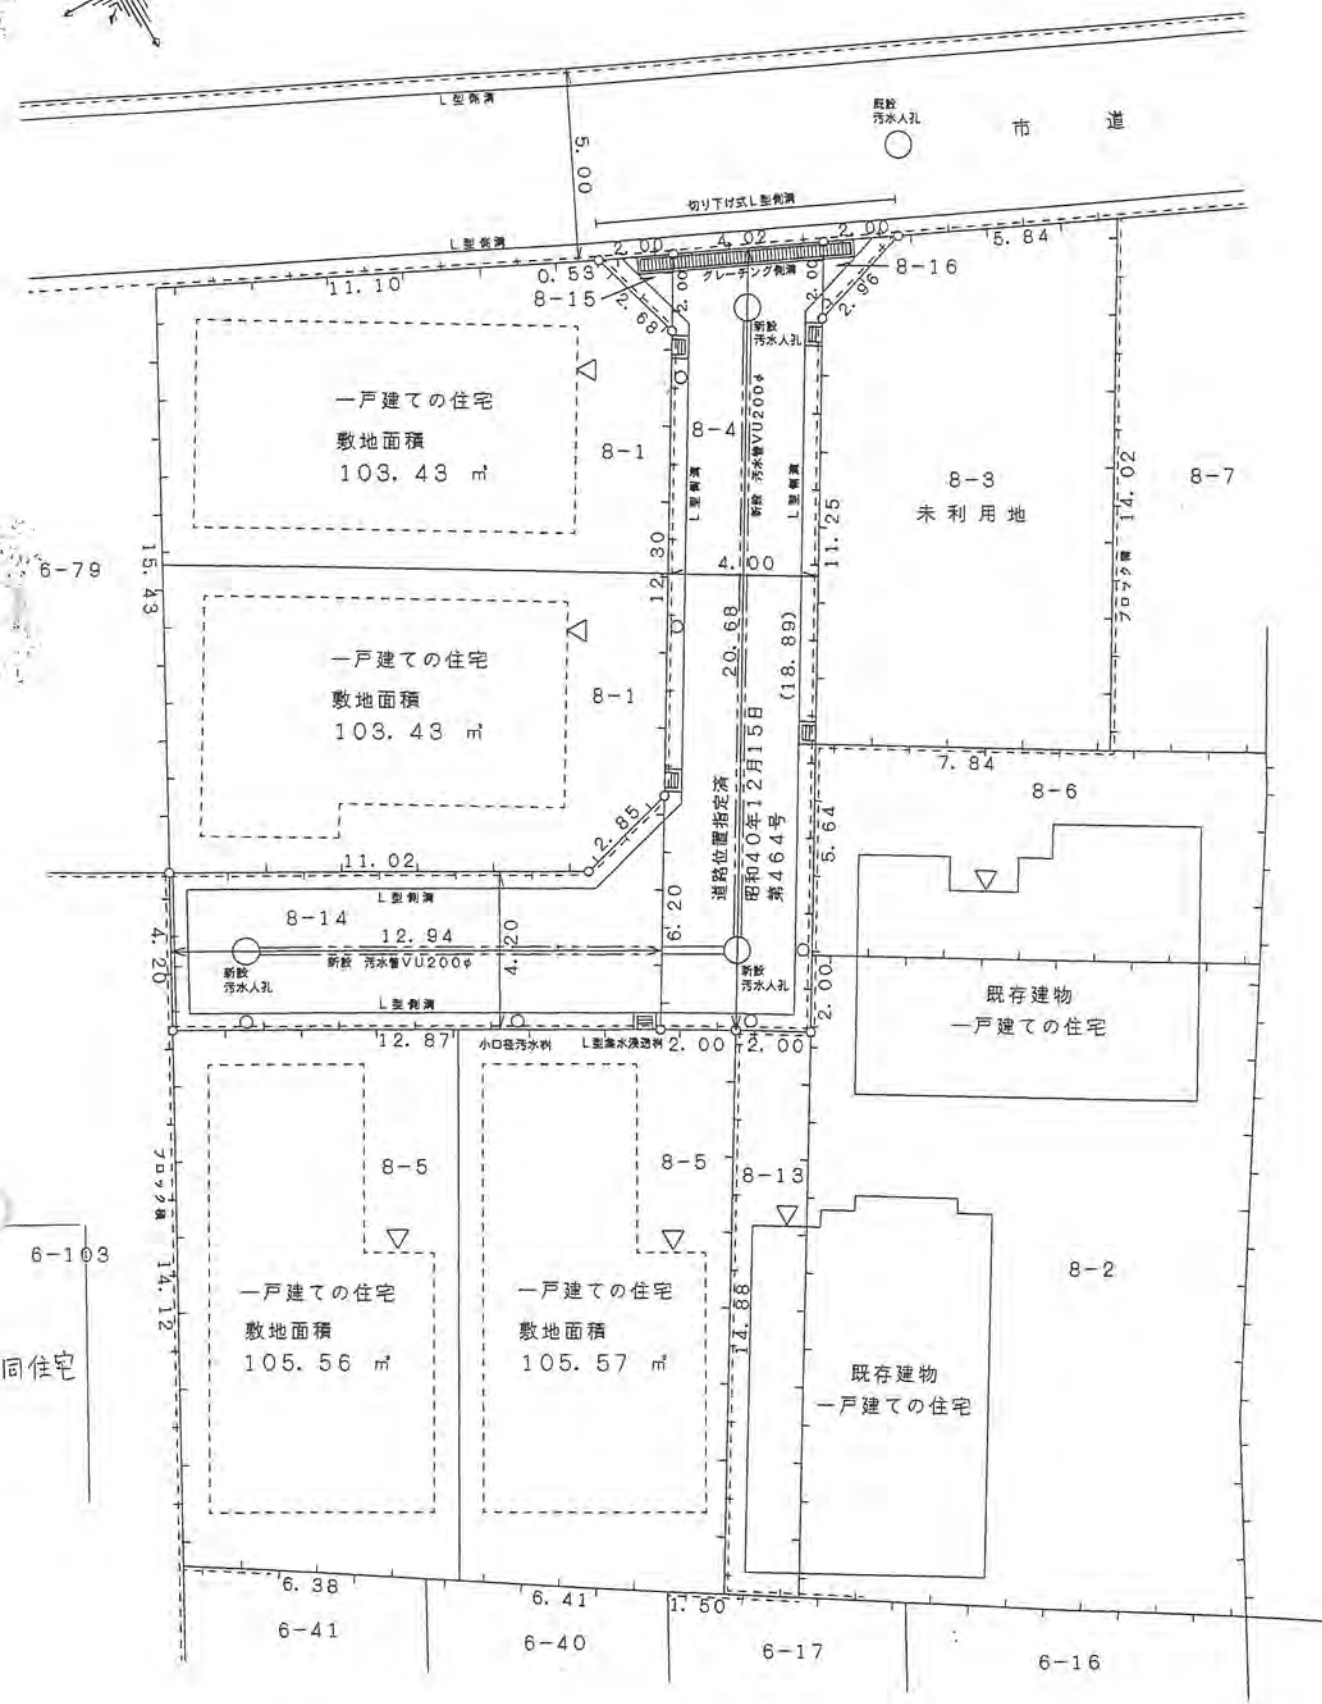 L型側溝
既設
汚水人孔
市 道
5.00
切り下げ式L型側溝
L型側溝
2.00
4.02
2.00
5.84
11.10
0.53
グレーチング側溝
8-16
8-15
2.00
2.00
2.68
2.96
新設
汚水人孔
一戸建ての住宅
敷地面積
103.43 ㎡
8-1
8-4
新設 汚水管VU200φ
L型側溝
L型側溝
8-3
未利用地
14.02
ブロック積
8-7
11.25
6-79
15.43
12.30
4.00
20.68
(18.89)
一戸建ての住宅
敷地面積
103.43 ㎡
8-1
道路位置指定済
昭和40年12月15日
第464号
7.84
8-6
5.64
2.85
11.02
L型側溝
8-14
12.94
4.20
4.20
6.20
新設 汚水管VU200φ
新設
汚水人孔
新設
汚水人孔
L型側溝
2.00
既存建物
一戸建ての住宅
12.87
小口径汚水桝
L型集水浸透桝
2.00
2.00
ブロック積
8-5
8-5
8-13
6-103
14.12
14.88
8-2
一戸建ての住宅
敷地面積
105.56 ㎡
一戸建ての住宅
敷地面積
105.57 ㎡
同住宅
既存建物
一戸建ての住宅
6.38
6.41
1.50
6-41
6-40
6-17
6-16